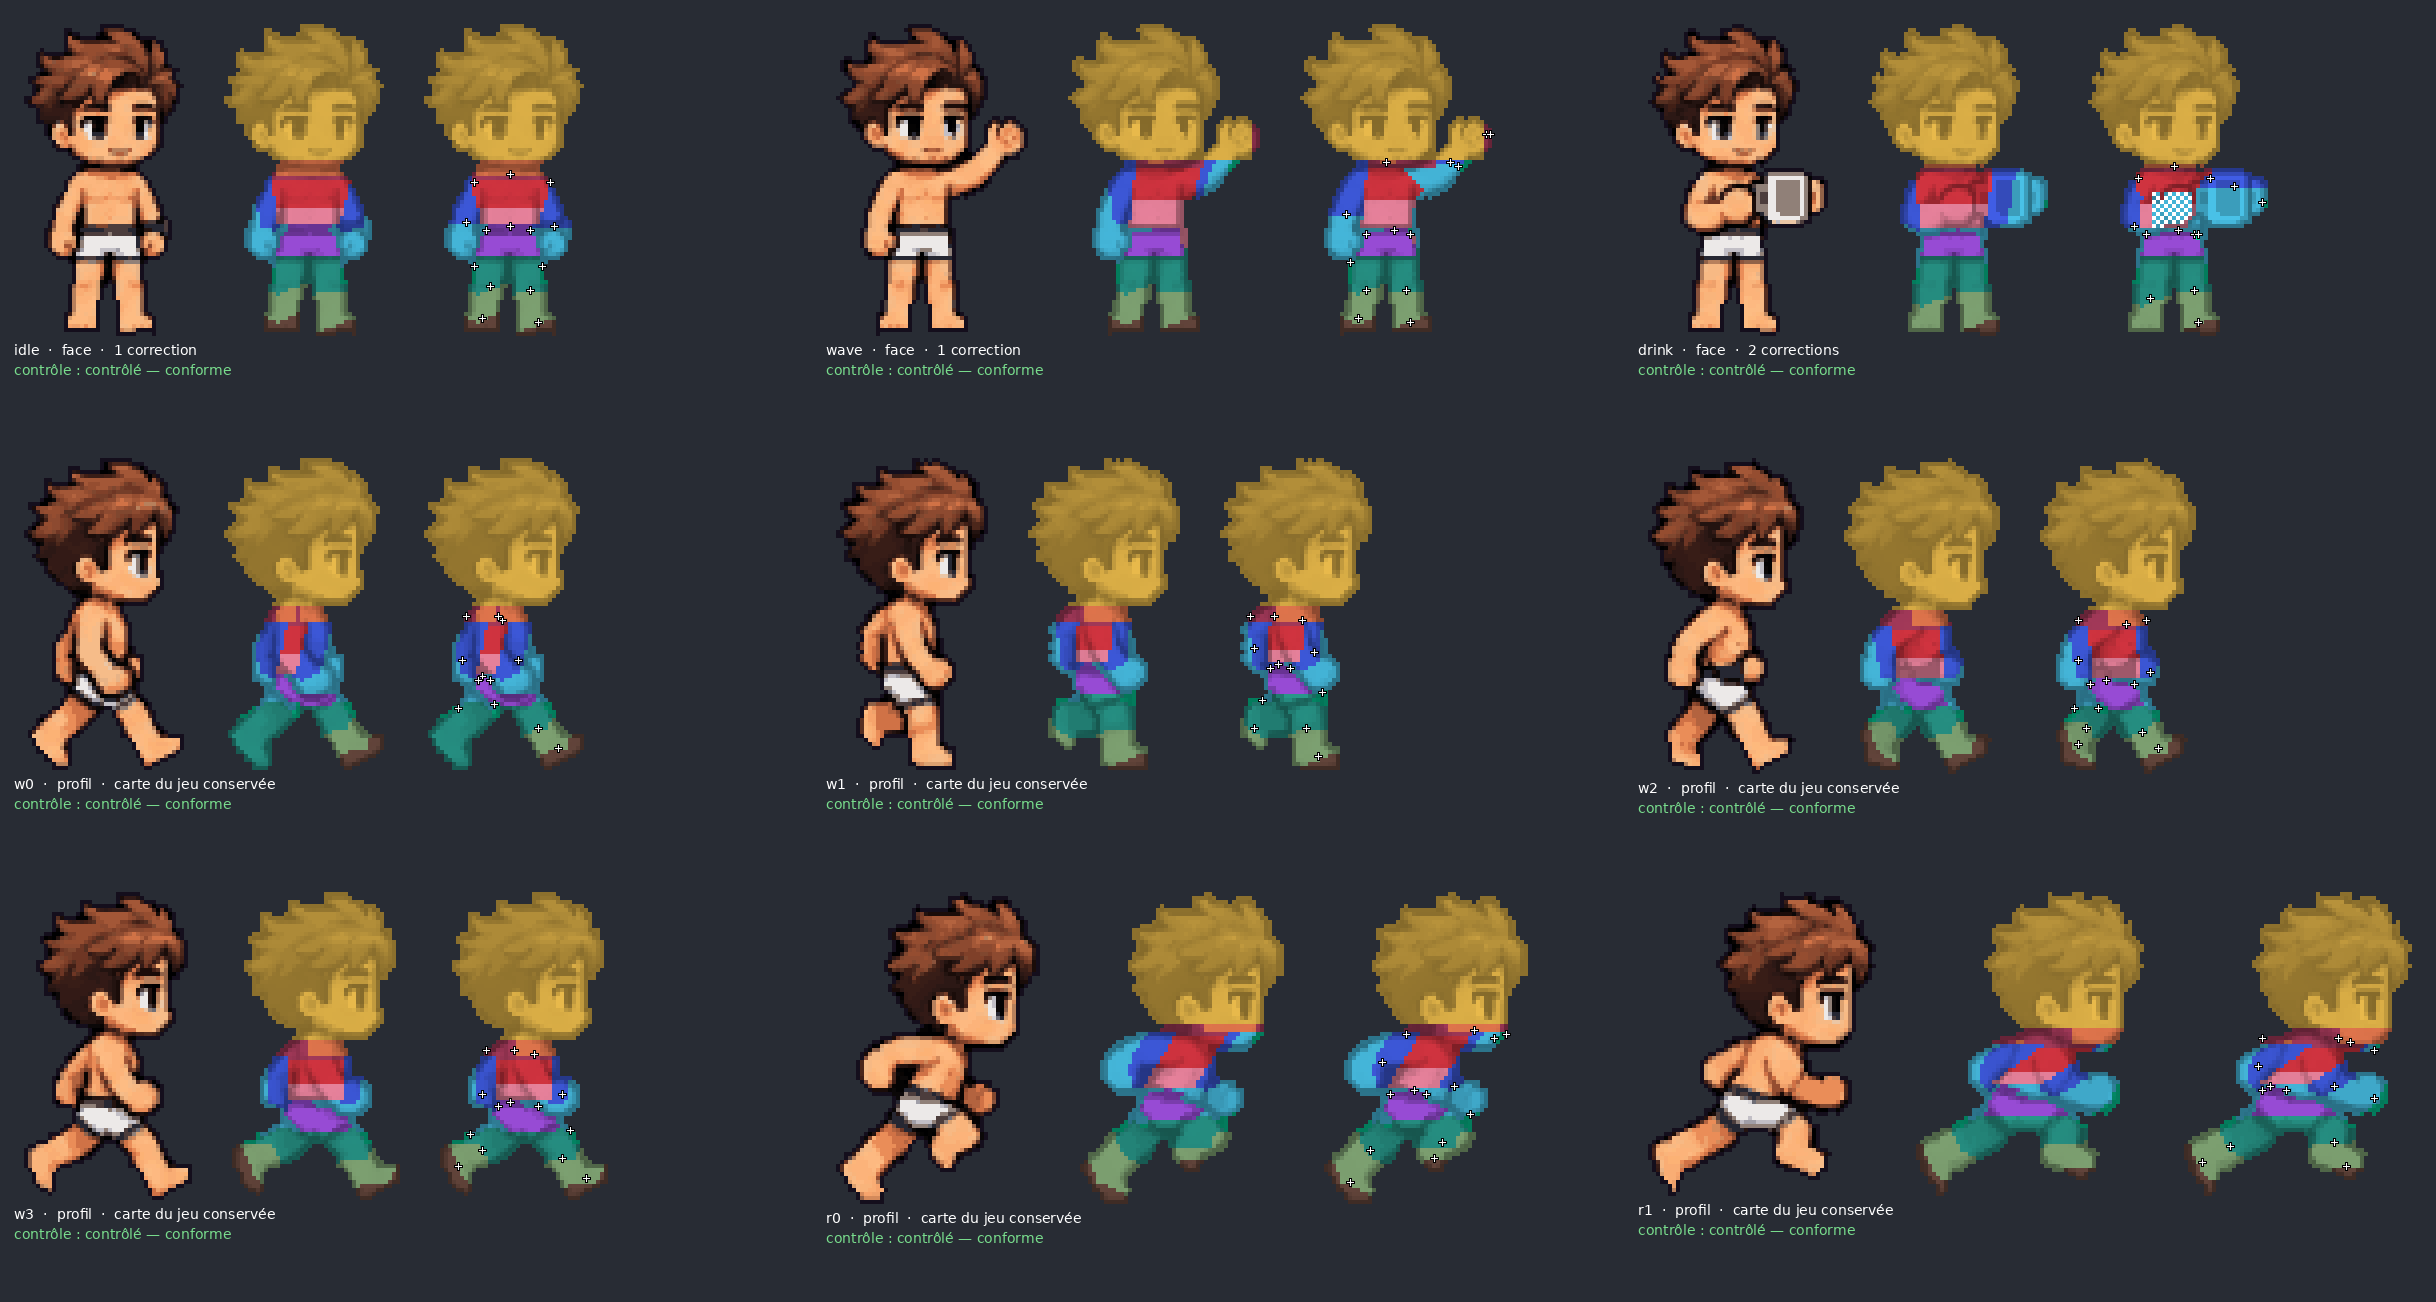 idle · face · 1 correction
contrôle : contrôlé — conforme
wave · face · 1 correction
contrôle : contrôlé — conforme
drink · face · 2 corrections
contrôle : contrôlé — conforme
w0 · profil · carte du jeu conservée
contrôle : contrôlé — conforme
w1 · profil · carte du jeu conservée
contrôle : contrôlé — conforme
w2 · profil · carte du jeu conservée
contrôle : contrôlé — conforme
w3 · profil · carte du jeu conservée
contrôle : contrôlé — conforme
r0 · profil · carte du jeu conservée
contrôle : contrôlé — conforme
r1 · profil · carte du jeu conservée
contrôle : contrôlé — conforme